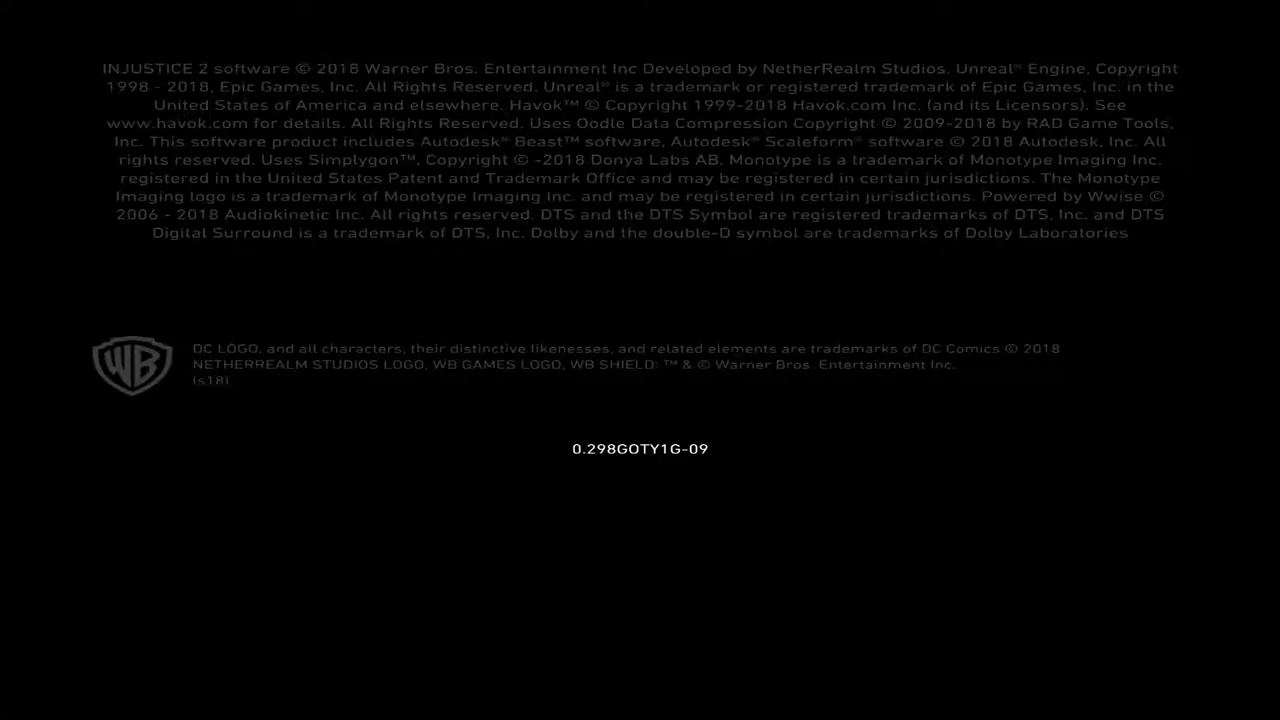 INJUSTICE 2 software © 2018 Warner Bros. Entertainment Inc Developed by NetherRealm Studios. Unreal® Engine, Copyright
1998 - 2018, Epic Games, Inc. All Rights Reserved. Unreal® is a trademark or registered trademark of Epic Games, Inc. in the
United States of America and elsewhere. Havok™ © Copyright 1999-2018 Havok.com Inc. (and its Licensors). See
www.havok.com for details. All Rights Reserved. Uses Oodle Data Compression Copyright © 2009-2018 by RAD Game Tools,
Inc. This software product includes Autodesk® Beast™ software, Autodesk® Scaleform® software © 2018 Autodesk, Inc. All
rights reserved. Uses Simplygon™, Copyright © -2018 Donya Labs AB. Monotype is a trademark of Monotype Imaging Inc.
registered in the United States Patent and Trademark Office and may be registered in certain jurisdictions. The Monotype
Imaging logo is a trademark of Monotype Imaging Inc. and may be registered in certain jurisdictions. Powered by Wwise ©
2006 - 2018 Audiokinetic Inc. All rights reserved. DTS and the DTS Symbol are registered trademarks of DTS, Inc. and DTS
Digital Surround is a trademark of DTS, Inc. Dolby and the double-D symbol are trademarks of Dolby Laboratories
WB
DC LOGO, and all characters, their distinctive likenesses, and related elements are trademarks of DC Comics © 2018
NETHERREALM STUDIOS LOGO, WB GAMES LOGO, WB SHIELD: ™ & © Warner Bros. Entertainment Inc.
(s18)
0.298GOTY1G-09